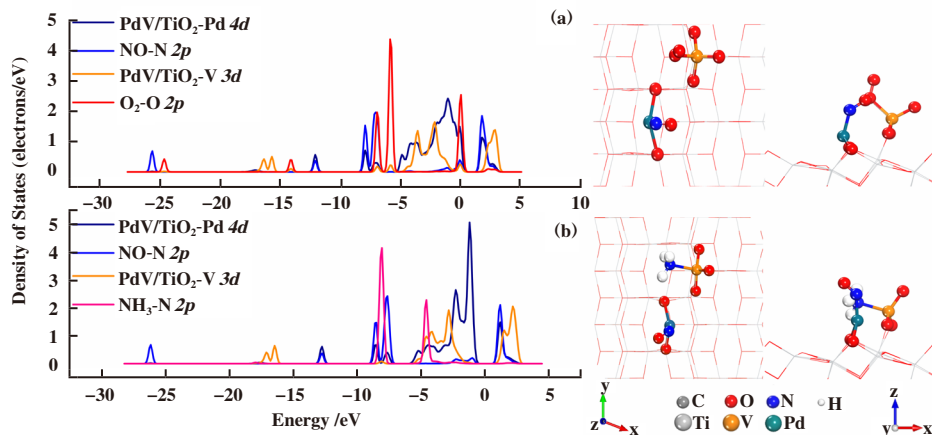 Density of States (electrons/eV)
5
4
3
2
1
0
PdV/TiO₂-Pd 4d
NO-N 2p
PdV/TiO₂-V 3d
O₂-O 2p
−30 −25 −20 −15 −10 −5 0 5 10
(a)
5
4
3
2
1
0
PdV/TiO₂-Pd 4d
NO-N 2p
PdV/TiO₂-V 3d
NH₃-N 2p
−30 −25 −20 −15 −10 −5 0 5
Energy /eV
(b)
y
z
x
C O N H
Ti V Pd
z
y
x